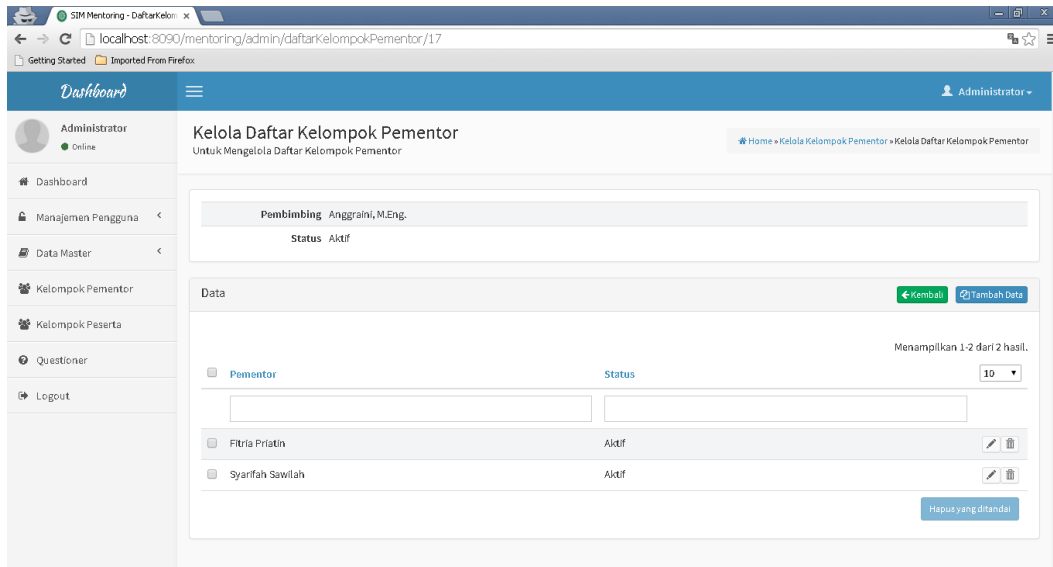 SIM Mentoring - DaftarKelom
localhost:8090/mentoring/admin/daftarKelompokPementor/17
Getting Started Imported From Firefox
Dashboard
Administrator
Administrator
Online
Kelola Daftar Kelompok Pementor
Untuk Mengelola Daftar Kelompok Pementor
Home » Kelola Kelompok Pementor » Kelola Daftar Kelompok Pementor
Dashboard
Manajemen Pengguna
Data Master
Kelompok Pementor
Kelompok Peserta
Questioner
Logout
Pembimbing Anggraini, M.Eng.
Status Aktif
Data
Kembali Tambah Data
Menampilkan 1-2 dari 2 hasil.
Pementor Status 10
Fitria Priatin Aktif
Syarifah Sawilah Aktif
Hapus yang ditandai